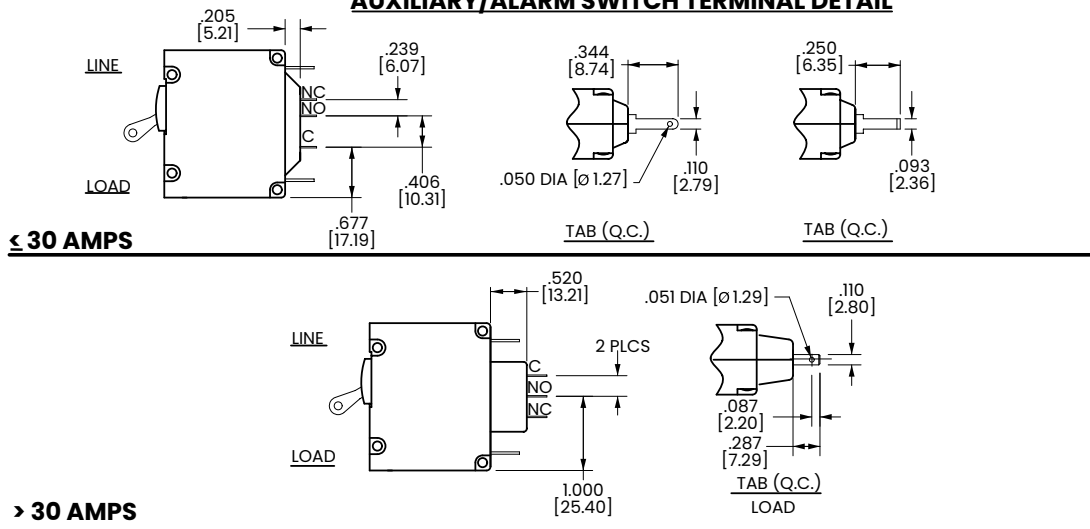 AUXILIARY/ALARM SWITCH TERMINAL DETAIL
.205
[5.21]
LINE
.239
[6.07]
NC
NO
C
LOAD
.406
[10.31]
.677
[17.19]
.344
[8.74]
.050 DIA [Ø 1.27]
.110
[2.79]
TAB (Q.C.)
.250
[6.35]
.093
[2.36]
TAB (Q.C.)
≤ 30 AMPS
.520
[13.21]
LINE
2 PLCS
C
NO
NC
LOAD
1.000
[25.40]
.051 DIA [Ø 1.29]
.110
[2.80]
.087
[2.20]
.287
[7.29]
TAB (Q.C.)
LOAD
> 30 AMPS